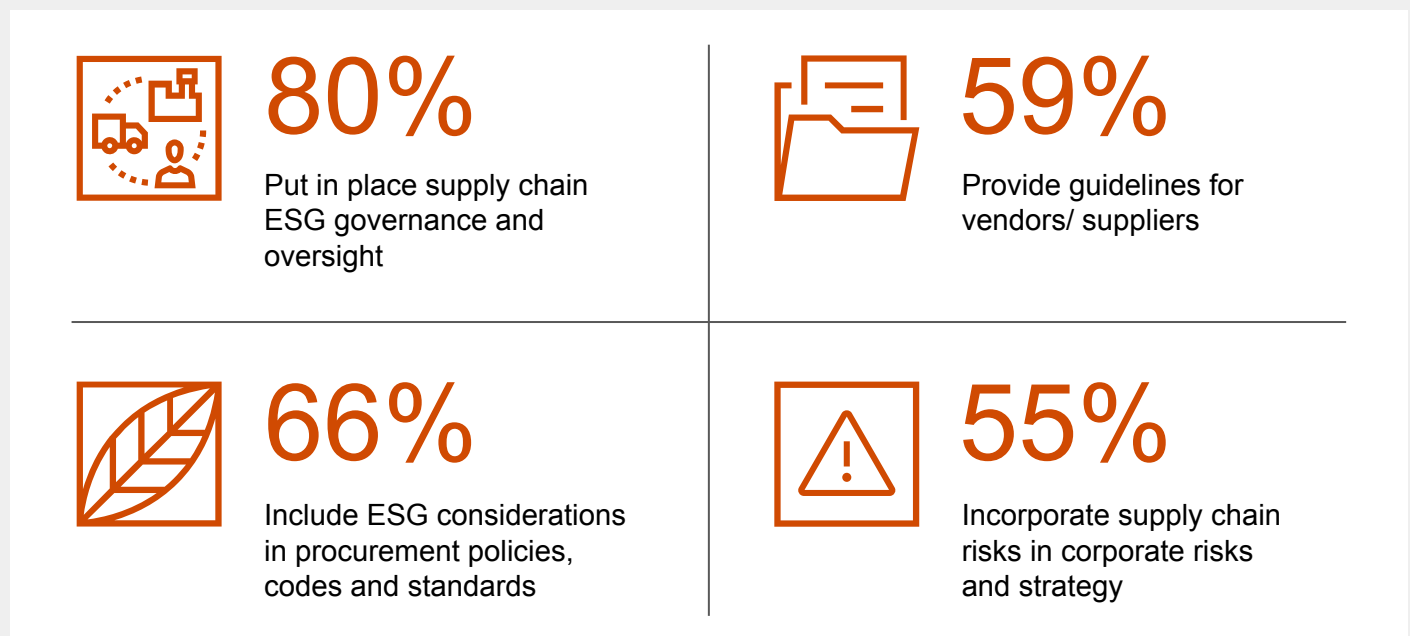 80%
Put in place supply chain
ESG governance and
oversight
59%
Provide guidelines for
vendors/ suppliers
66%
Include ESG considerations
in procurement policies,
codes and standards
55%
Incorporate supply chain
risks in corporate risks
and strategy